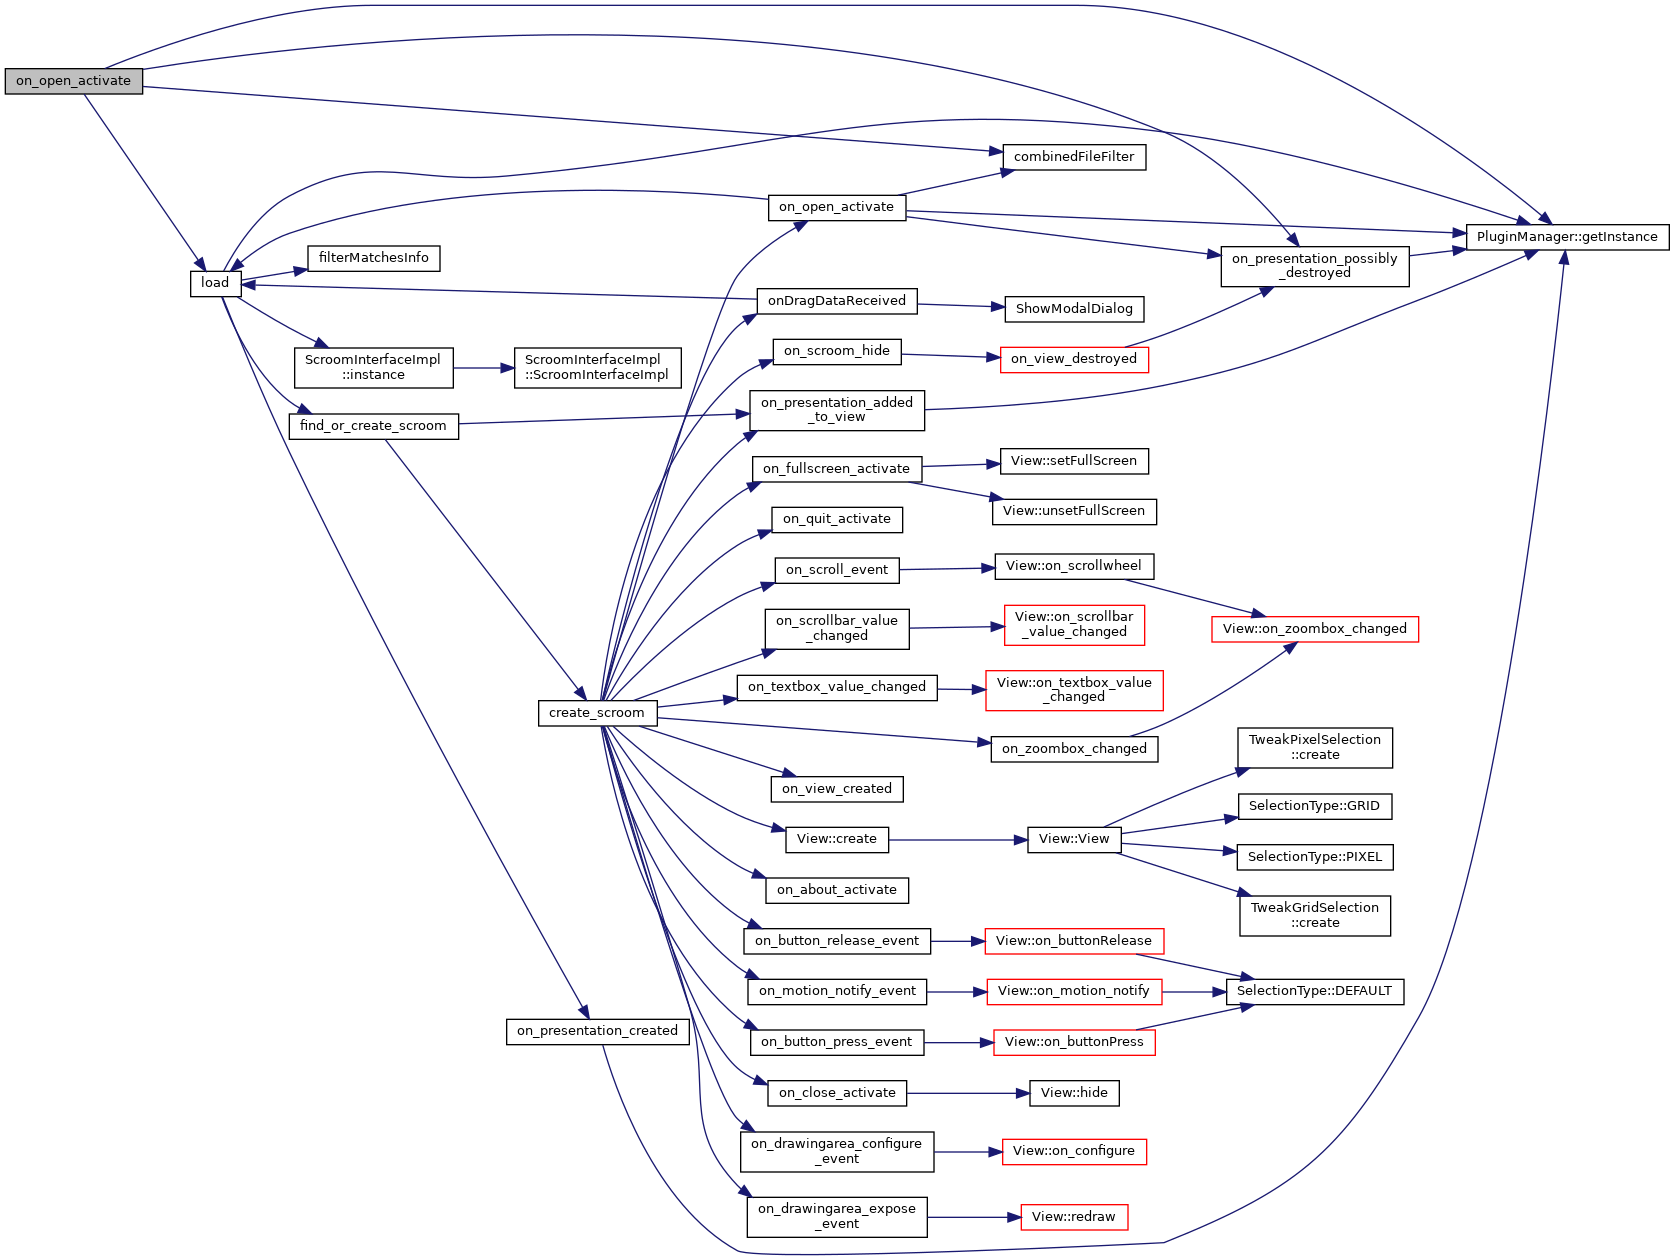 on_open_activate
combinedFileFilter
on_open_activate
PluginManager::getInstance
filterMatchesInfo
on_presentation_possibly
_destroyed
load
onDragDataReceived
ShowModalDialog
ScroomInterfaceImpl
::instance
ScroomInterfaceImpl
::ScroomInterfaceImpl
on_scroom_hide
on_view_destroyed
find_or_create_scroom
on_presentation_added
_to_view
on_fullscreen_activate
View::setFullScreen
View::unsetFullScreen
on_quit_activate
on_scroll_event
View::on_scrollwheel
on_scrollbar_value
_changed
View::on_scrollbar
_value_changed
View::on_zoombox_changed
on_textbox_value_changed
View::on_textbox_value
_changed
create_scroom
on_zoombox_changed
TweakPixelSelection
::create
on_view_created
SelectionType::GRID
View::create
View::View
SelectionType::PIXEL
on_about_activate
TweakGridSelection
::create
on_button_release_event
View::on_buttonRelease
on_motion_notify_event
View::on_motion_notify
SelectionType::DEFAULT
on_presentation_created
on_button_press_event
View::on_buttonPress
on_close_activate
View::hide
on_drawingarea_configure
_event
View::on_configure
on_drawingarea_expose
_event
View::redraw